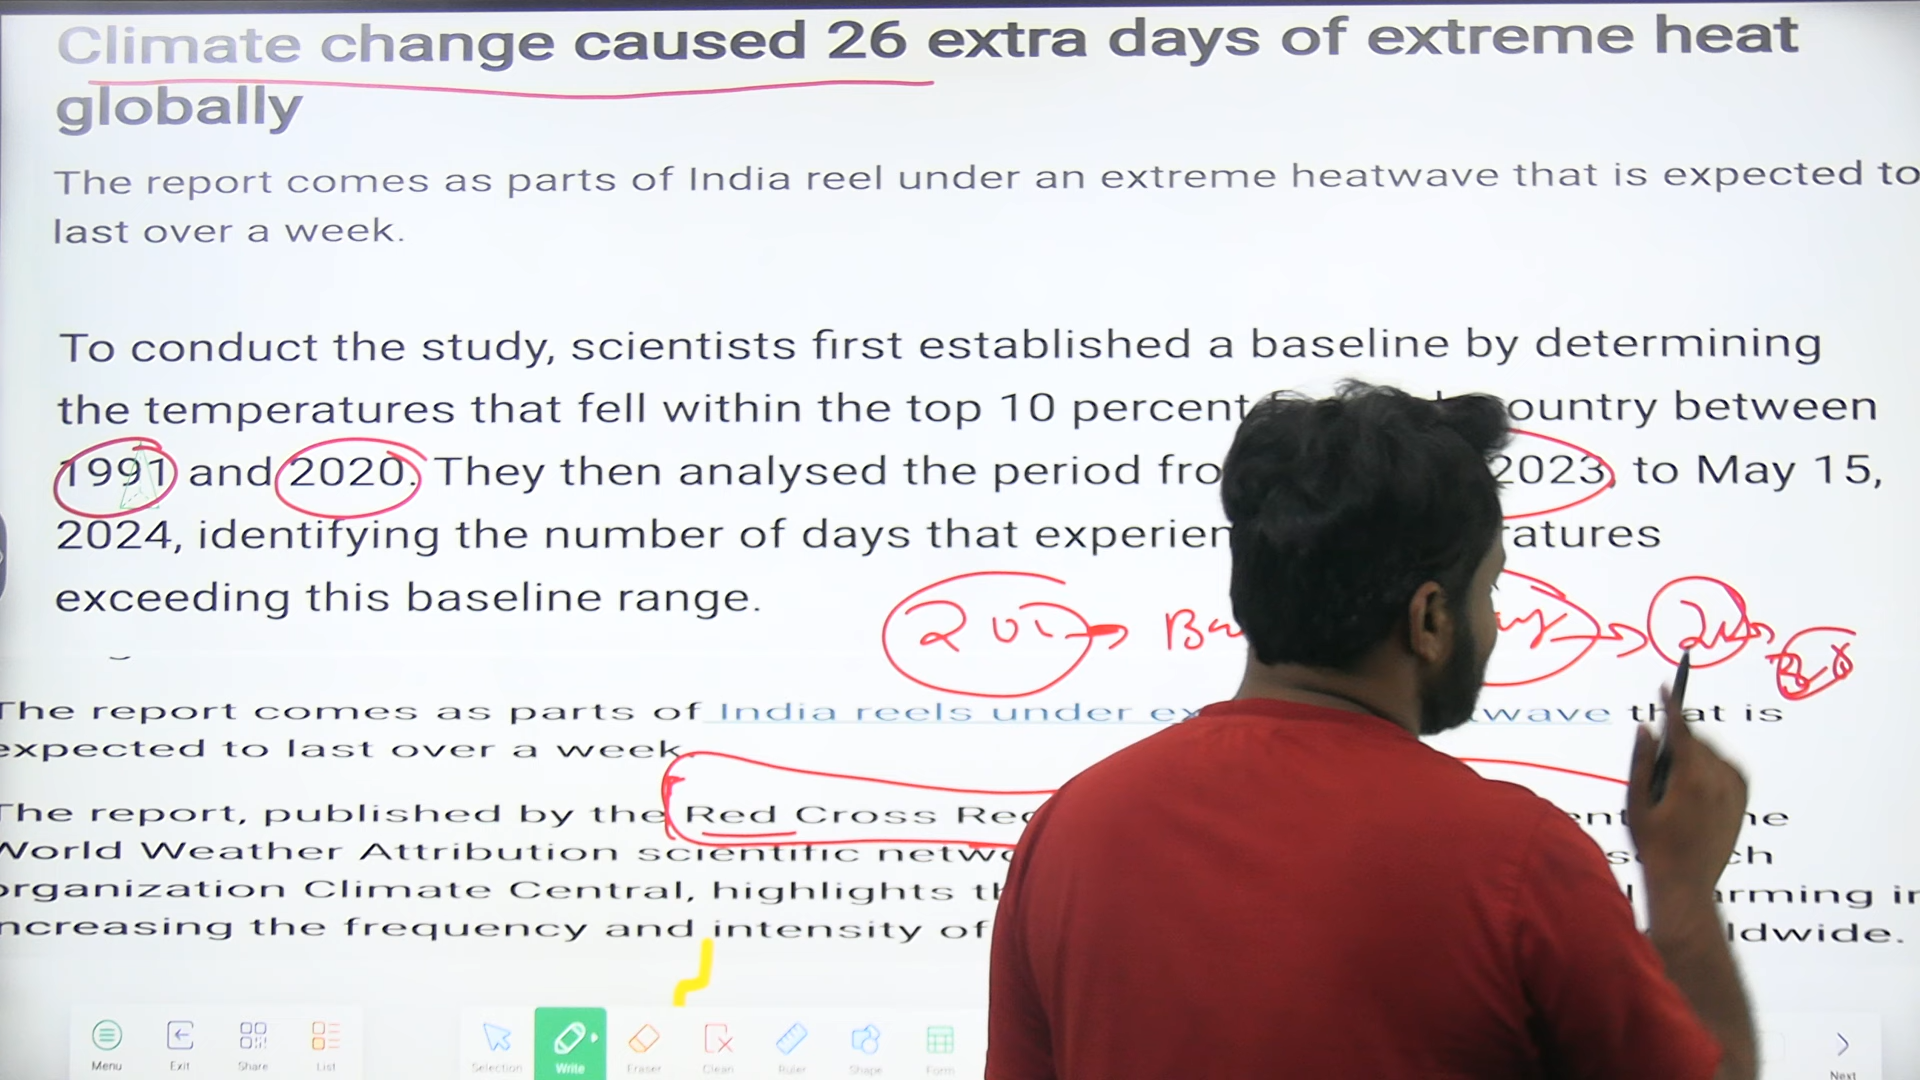 Climate change caused 26 extra days of extreme heat
globally
The report comes as parts of India reel under an extreme heatwave that is expected to
last over a week.
To conduct the study, scientists first established a baseline by determining
the temperatures that fell within the top 10 percent ountry between
1991 and 2020. They then analysed the period fro 2023, to May 15,
2024, identifying the number of days that experien ratures
exceeding this baseline range.
The report comes as parts of India reels under ex wave that is
expected to last over a week.
The report, published by the Red Cross Rec ent he
World Weather Attribution scientific netwo ch
organization Climate Central, highlights th arming in
ncreasing the frequency and intensity of ldwide.
Menu Exit Share List Selection Write Eraser Clean Ruler Shape Form Next